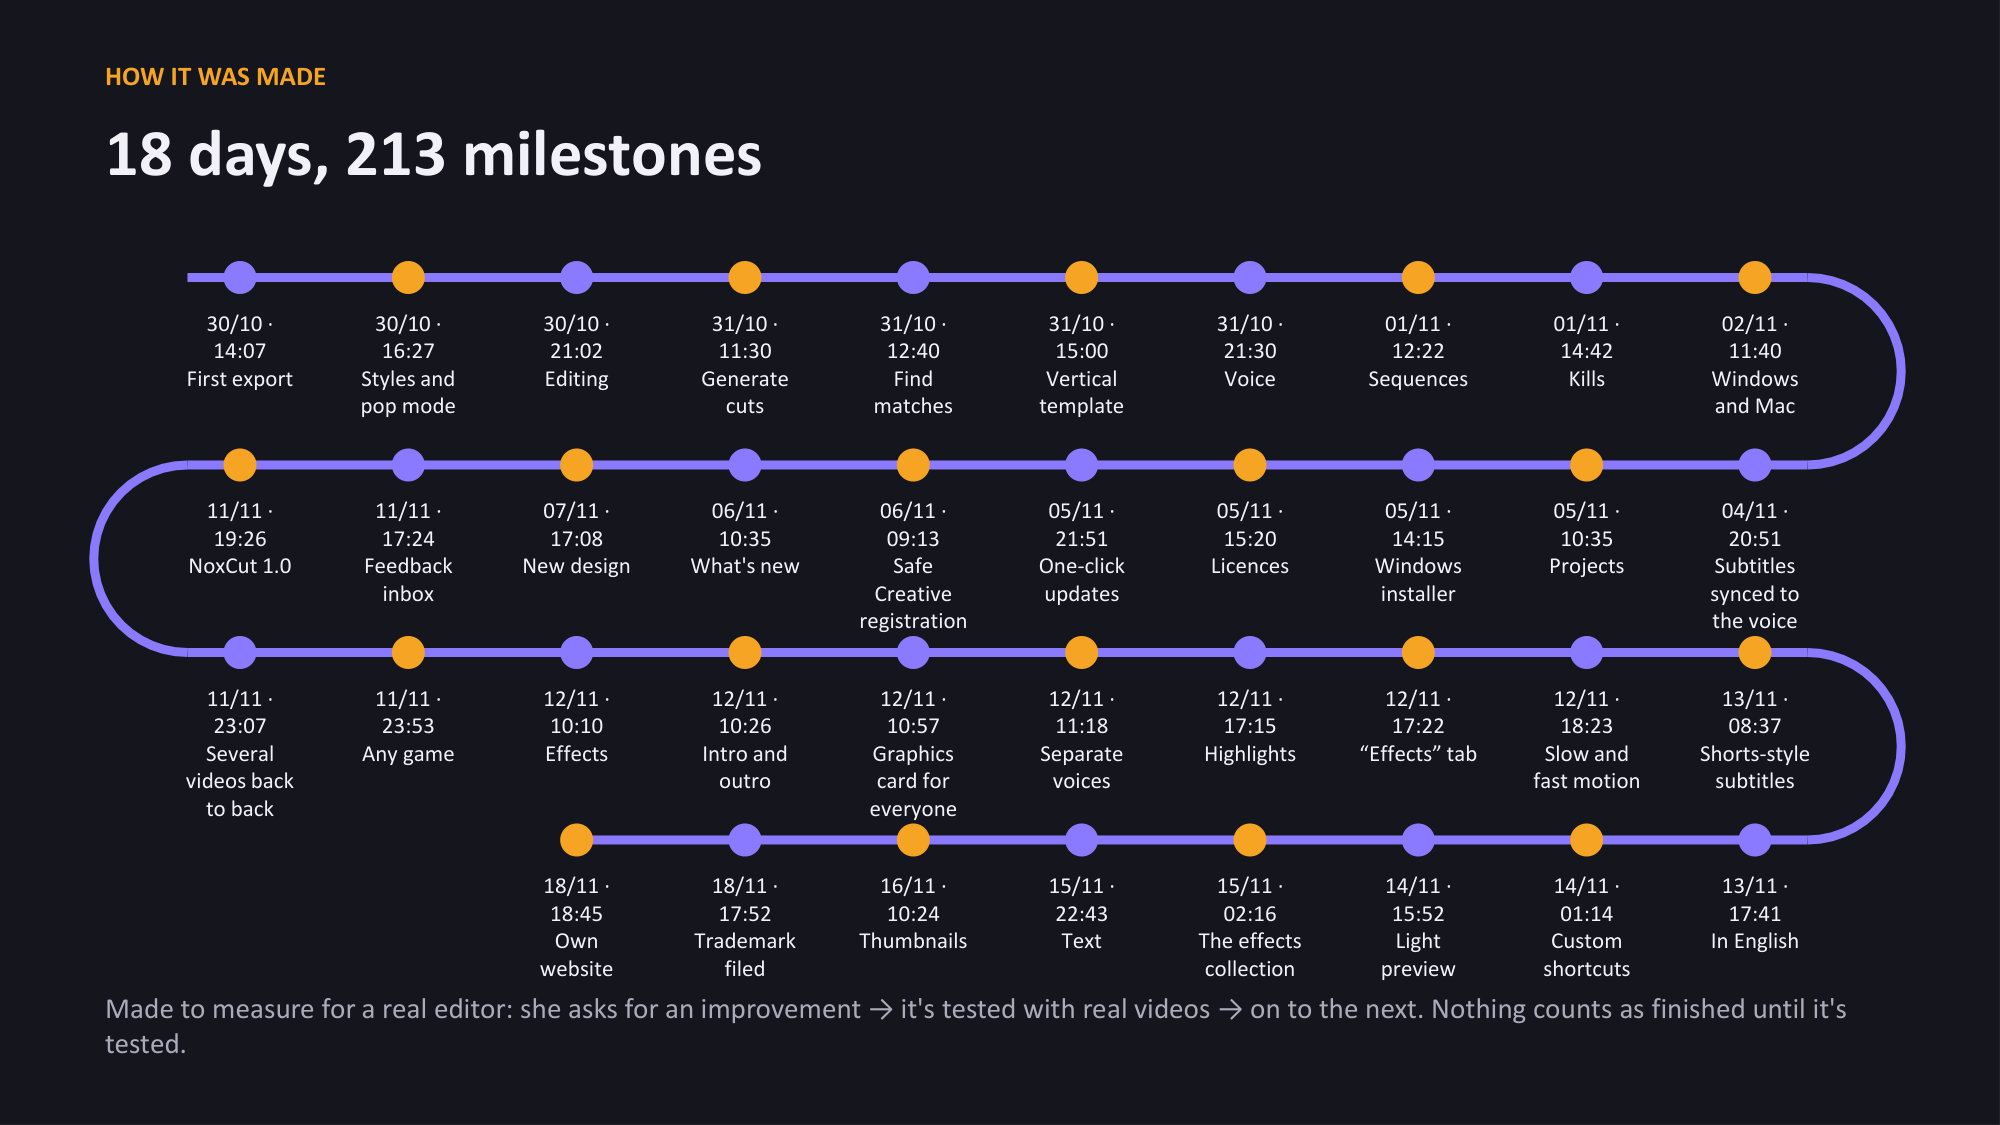 HOW IT WAS MADE
18 days, 213 milestones
30/10 ·
14:07
First export
30/10 ·
16:27
Styles and
pop mode
30/10 ·
21:02
Editing
31/10 ·
11:30
Generate
cuts
31/10 ·
12:40
Find
matches
31/10 ·
15:00
Vertical
template
31/10 ·
21:30
Voice
01/11 ·
12:22
Sequences
01/11 ·
14:42
Kills
02/11 ·
11:40
Windows
and Mac
11/11 ·
19:26
NoxCut 1.0
11/11 ·
17:24
Feedback
inbox
07/11 ·
17:08
New design
06/11 ·
10:35
What's new
06/11 ·
09:13
Safe
Creative
registration
05/11 ·
21:51
One-click
updates
05/11 ·
15:20
Licences
05/11 ·
14:15
Windows
installer
05/11 ·
10:35
Projects
04/11 ·
20:51
Subtitles
synced to
the voice
11/11 ·
23:07
Several
videos back
to back
11/11 ·
23:53
Any game
12/11 ·
10:10
Effects
12/11 ·
10:26
Intro and
outro
12/11 ·
10:57
Graphics
card for
everyone
12/11 ·
11:18
Separate
voices
12/11 ·
17:15
Highlights
12/11 ·
17:22
“Effects” tab
12/11 ·
18:23
Slow and
fast motion
13/11 ·
08:37
Shorts-style
subtitles
18/11 ·
18:45
Own
website
18/11 ·
17:52
Trademark
filed
16/11 ·
10:24
Thumbnails
15/11 ·
22:43
Text
15/11 ·
02:16
The effects
collection
14/11 ·
15:52
Light
preview
14/11 ·
01:14
Custom
shortcuts
13/11 ·
17:41
In English
Made to measure for a real editor: she asks for an improvement → it's tested with real videos → on to the next. Nothing counts as finished until it's
tested.